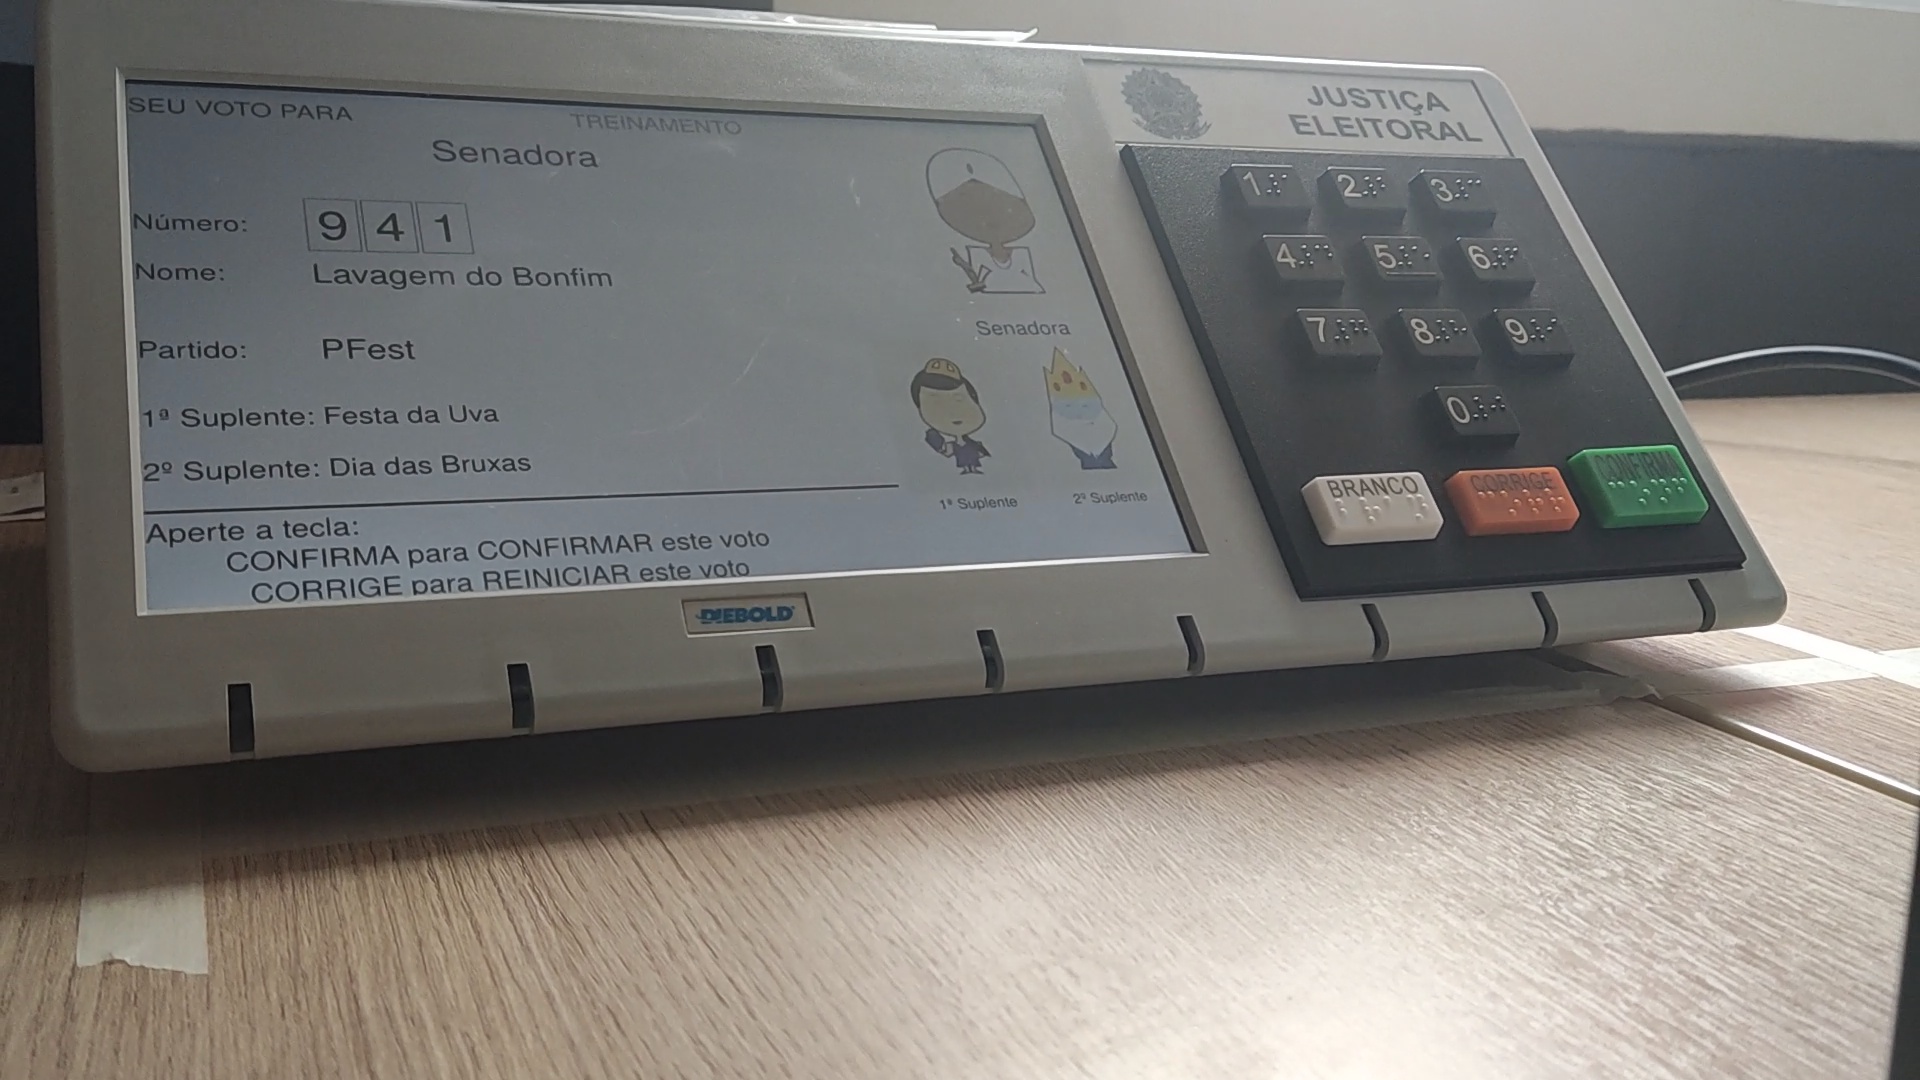 SEU VOTO PARA
TREINAMENTO
Senadora
Número: 9 4 1
Nome: Lavagem do Bonfim
Partido: PFest
1ª Suplente: Festa da Uva
2º Suplente: Dia das Bruxas
Senadora
1ª Suplente 2º Suplente
Aperte a tecla:
CONFIRMA para CONFIRMAR este voto
CORRIGE para REINICIAR este voto
DIEBOLD
JUSTIÇA
ELEITORAL
1 2 3
4 5 6
7 8 9
0
BRANCO CORRIGE CONFIRMA